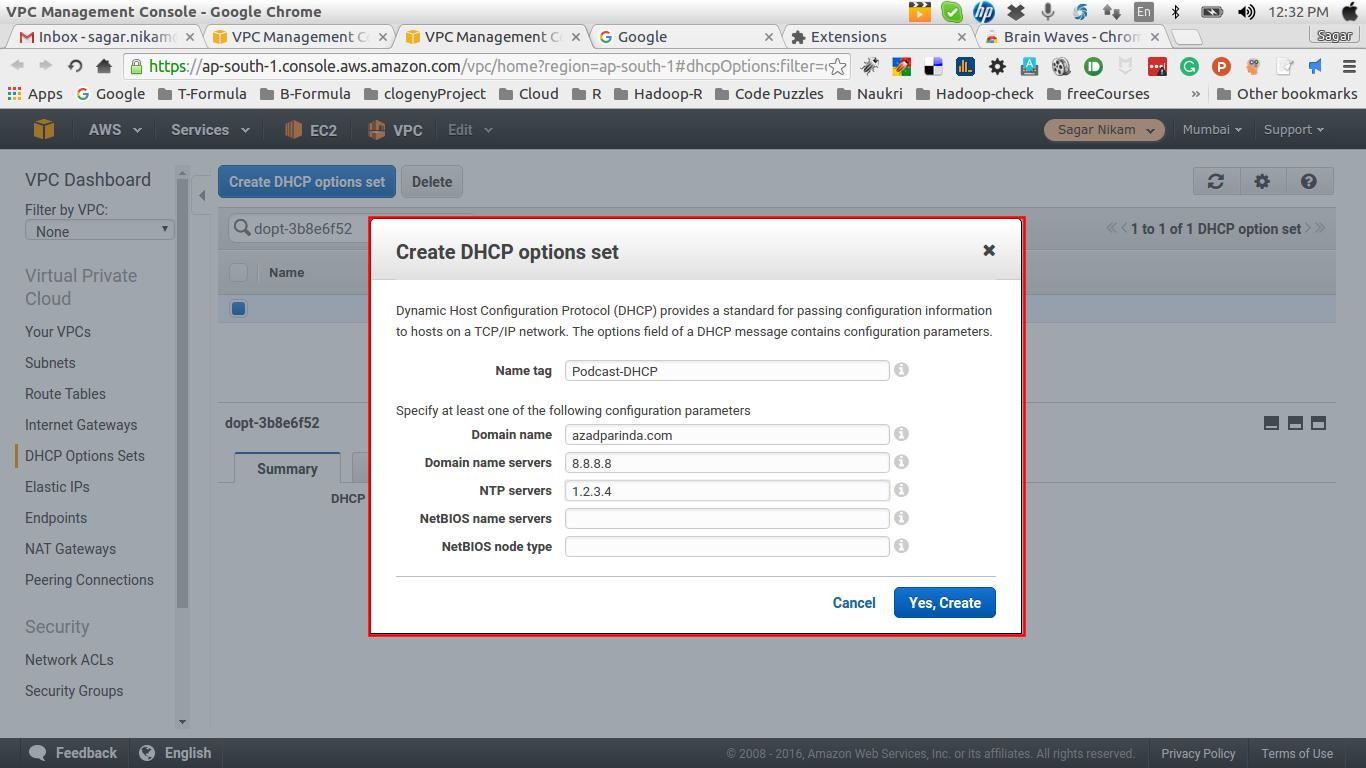 VPC Management Console - Google Chrome
En
12:32 PM
Inbox - sagar.nikam
VPC Management C
VPC Management C
Google
Extensions
Brain Waves - Chrom
Sagar
https://ap-south-1.console.aws.amazon.com/vpc/home?region=ap-south-1#dhcpOptions:filter=
Apps
Google
T-Formula
B-Formula
clogenyProject
Cloud
R
Hadoop-R
Code Puzzles
Naukri
Hadoop-check
freeCourses
»
Other bookmarks
AWS
Services
EC2
VPC
Edit
Sagar Nikam
Mumbai
Support
VPC Dashboard
Filter by VPC:
None
Virtual Private
Cloud
Your VPCs
Subnets
Route Tables
Internet Gateways
DHCP Options Sets
Elastic IPs
Endpoints
NAT Gateways
Peering Connections
Security
Network ACLs
Security Groups
Create DHCP options set
Delete
dopt-3b8e6f52
1 to 1 of 1 DHCP option set
Name
dopt-3b8e6f52
Summary
DHCP
Create DHCP options set
Dynamic Host Configuration Protocol (DHCP) provides a standard for passing configuration information
to hosts on a TCP/IP network. The options field of a DHCP message contains configuration parameters.
Name tag
Podcast-DHCP
Specify at least one of the following configuration parameters
Domain name
azadparinda.com
Domain name servers
8.8.8.8
NTP servers
1.2.3.4
NetBIOS name servers
NetBIOS node type
Cancel
Yes, Create
Feedback
English
© 2008 - 2016, Amazon Web Services, Inc. or its affiliates. All rights reserved.
Privacy Policy
Terms of Use